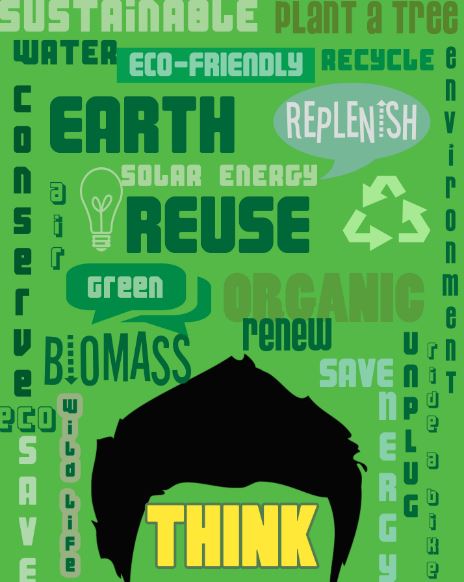 SUSTAINABLE
PLANT A TREE
WATER
ECO-FRIENDLY
RECYCLE
environment
conserve
EARTH
REPLENISH
air
SOLAR ENERGY
REUSE
Green
ORGANIC
renew
BIOMASS
SAVE
ENERGY
UNPLUG
ride a bike
eco
wild life
SAVE
THINK